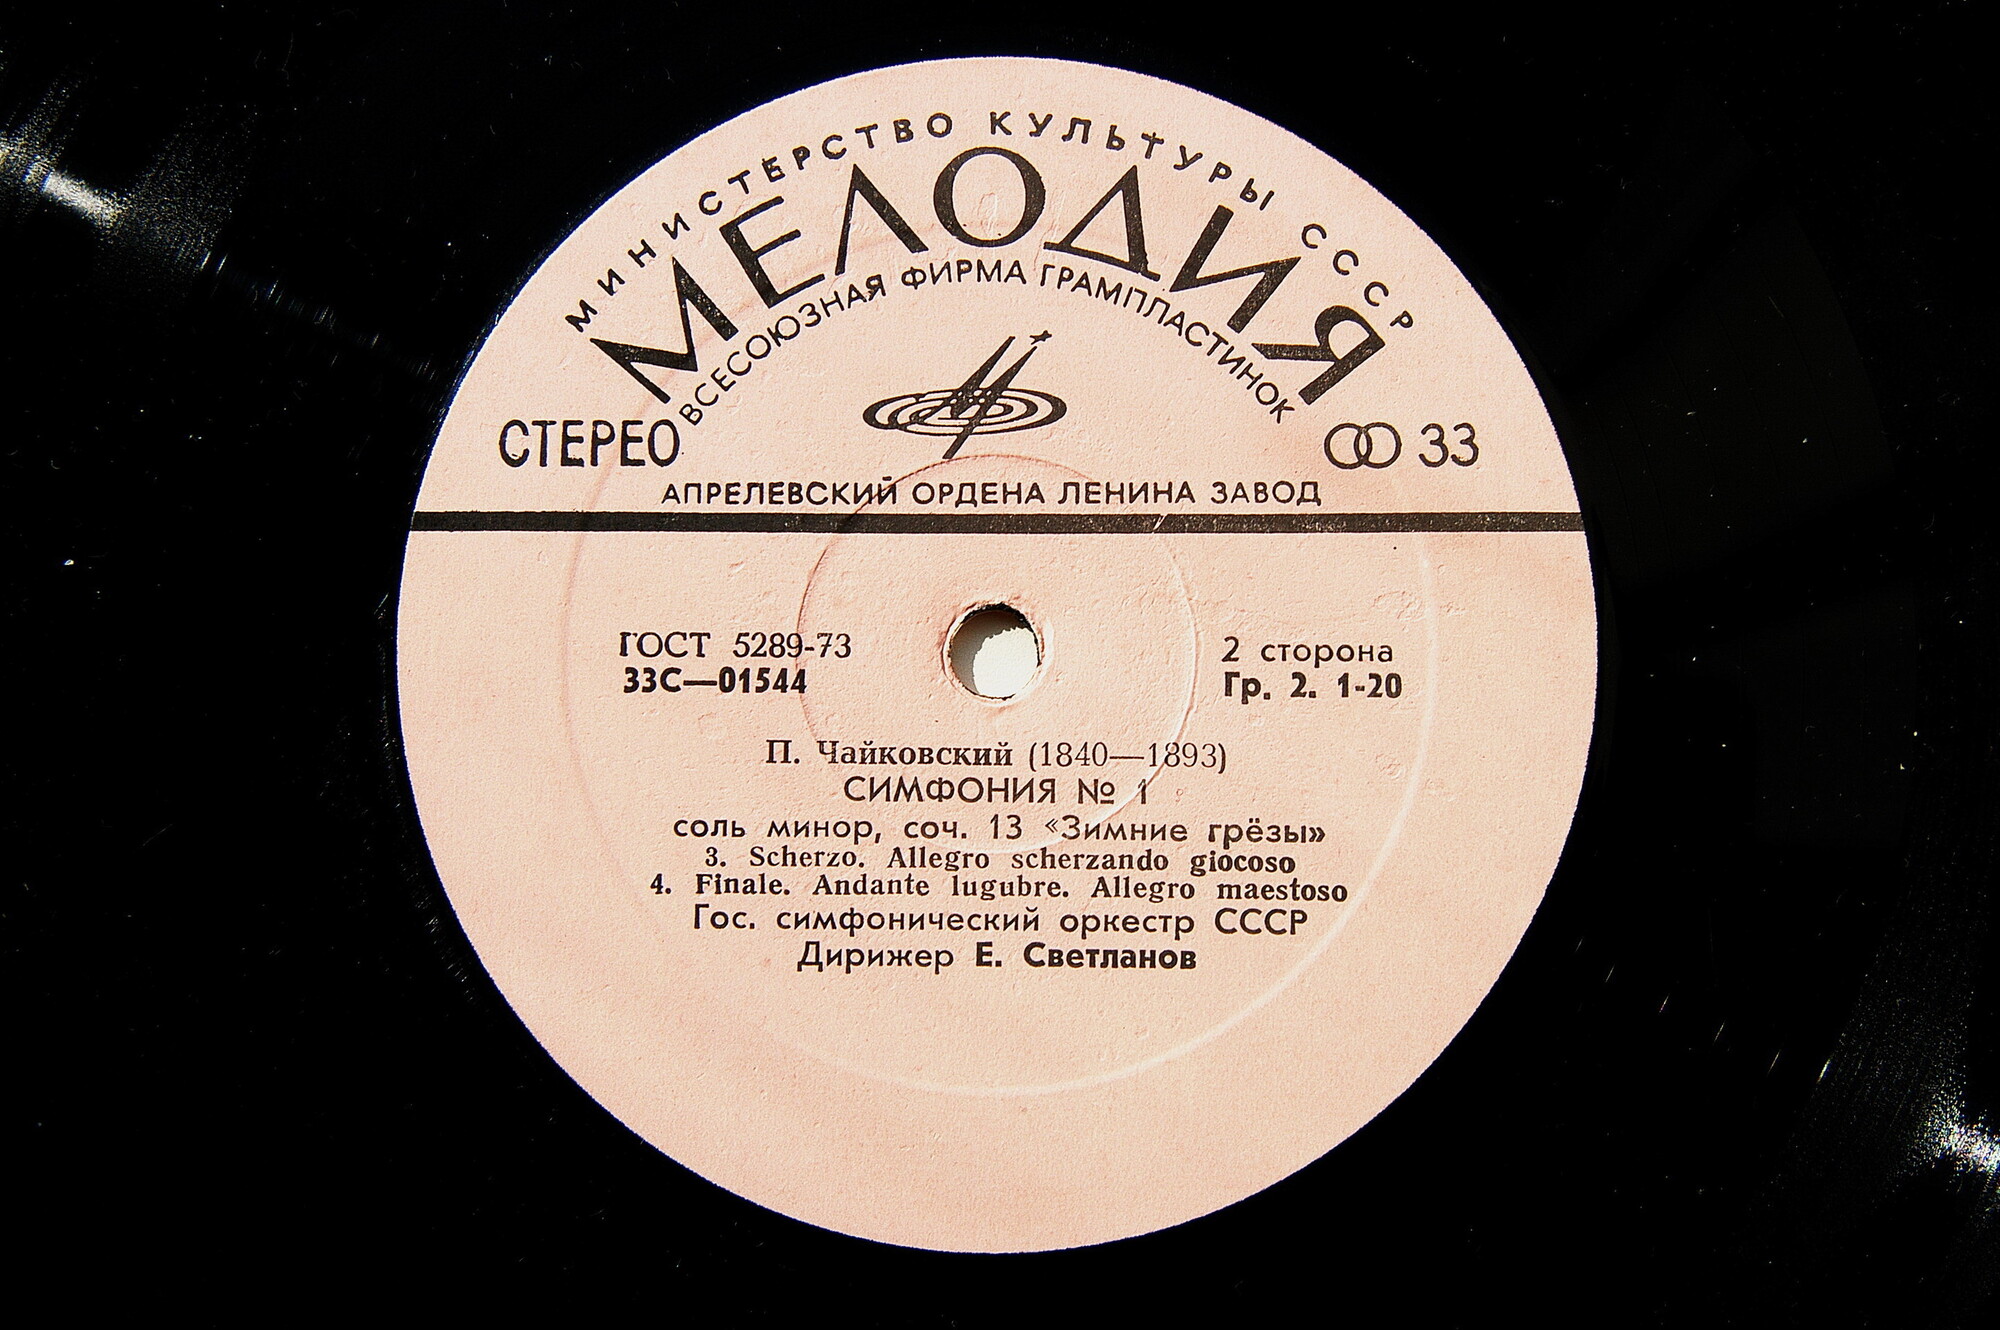 МИНИСТЕРСТВО КУЛЬТУРЫ СССР
МЕЛОДИЯ
ВСЕСОЮЗНАЯ ФИРМА ГРАМПЛАСТИНОК
СТЕРЕО
33
АПРЕЛЕВСКИЙ ОРДЕНА ЛЕНИНА ЗАВОД
ГОСТ 5289-73
33С—01544
2 сторона
Гр. 2. 1-20
П. Чайковский (1840—1893)
СИМФОНИЯ № 1
соль минор, соч. 13 «Зимние грёзы»
3. Scherzo. Allegro scherzando giocoso
4. Finale. Andante lugubre. Allegro maestoso
Гос. симфонический оркестр СССР
Дирижер Е. Светланов